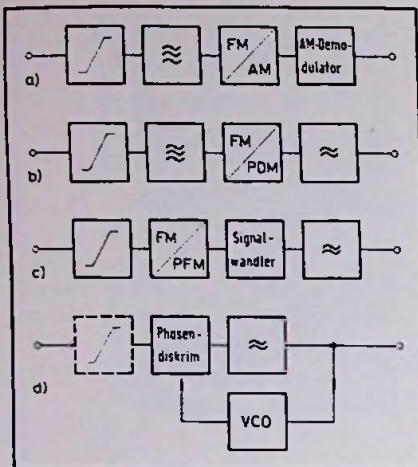 FM
AM
AM-Demo-
dulator
a)
FM
PDM
b)
FM
PFM
Signal-
wandler
c)
Phasen-
diskrim
d)
VCO